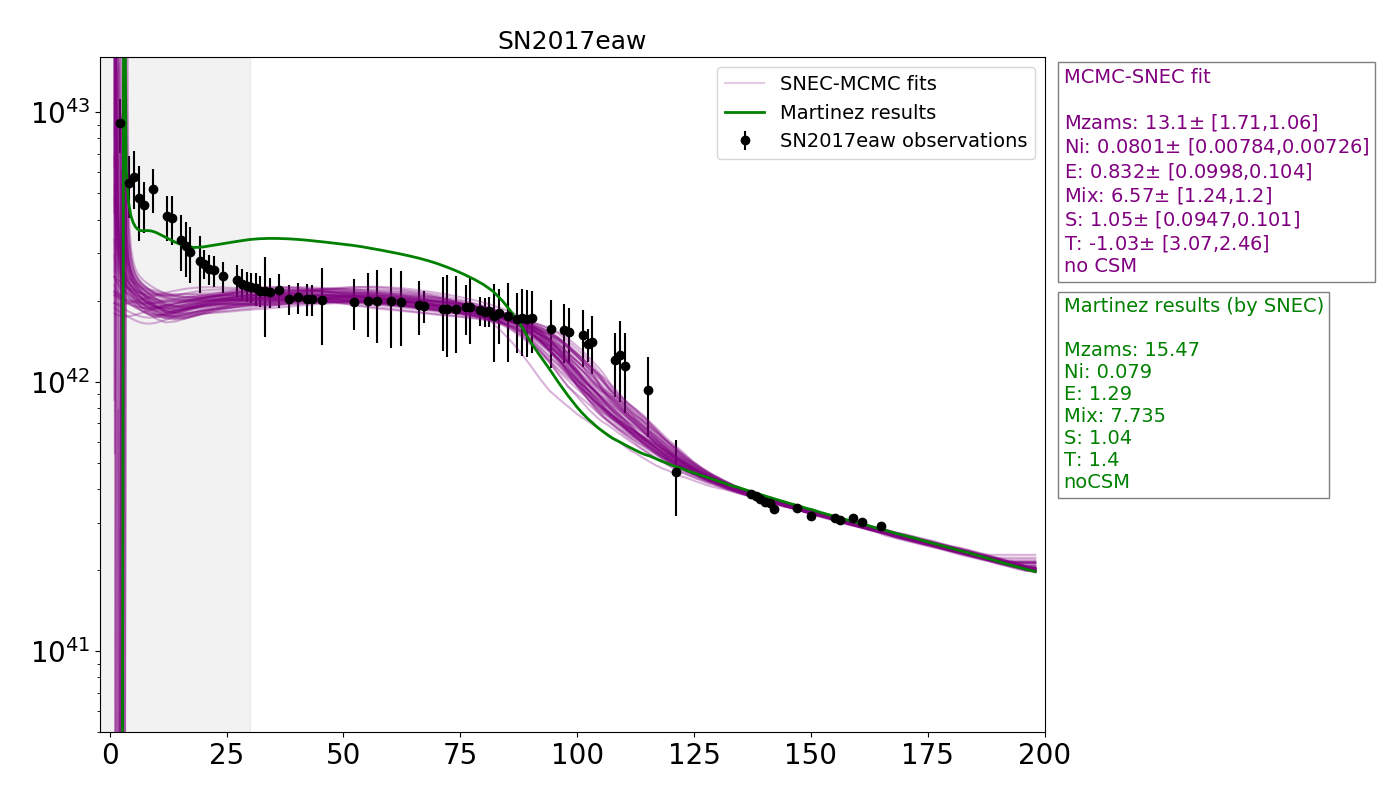 SN2017eaw
SNEC-MCMC fits
Martinez results
SN2017eaw observations
10^43
10^42
10^41
0 25 50 75 100 125 150 175 200
MCMC-SNEC fit
Mzams: 13.1± [1.71,1.06]
Ni: 0.0801± [0.00784,0.00726]
E: 0.832± [0.0998,0.104]
Mix: 6.57± [1.24,1.2]
S: 1.05± [0.0947,0.101]
T: -1.03± [3.07,2.46]
no CSM
Martinez results (by SNEC)
Mzams: 15.47
Ni: 0.079
E: 1.29
Mix: 7.735
S: 1.04
T: 1.4
noCSM